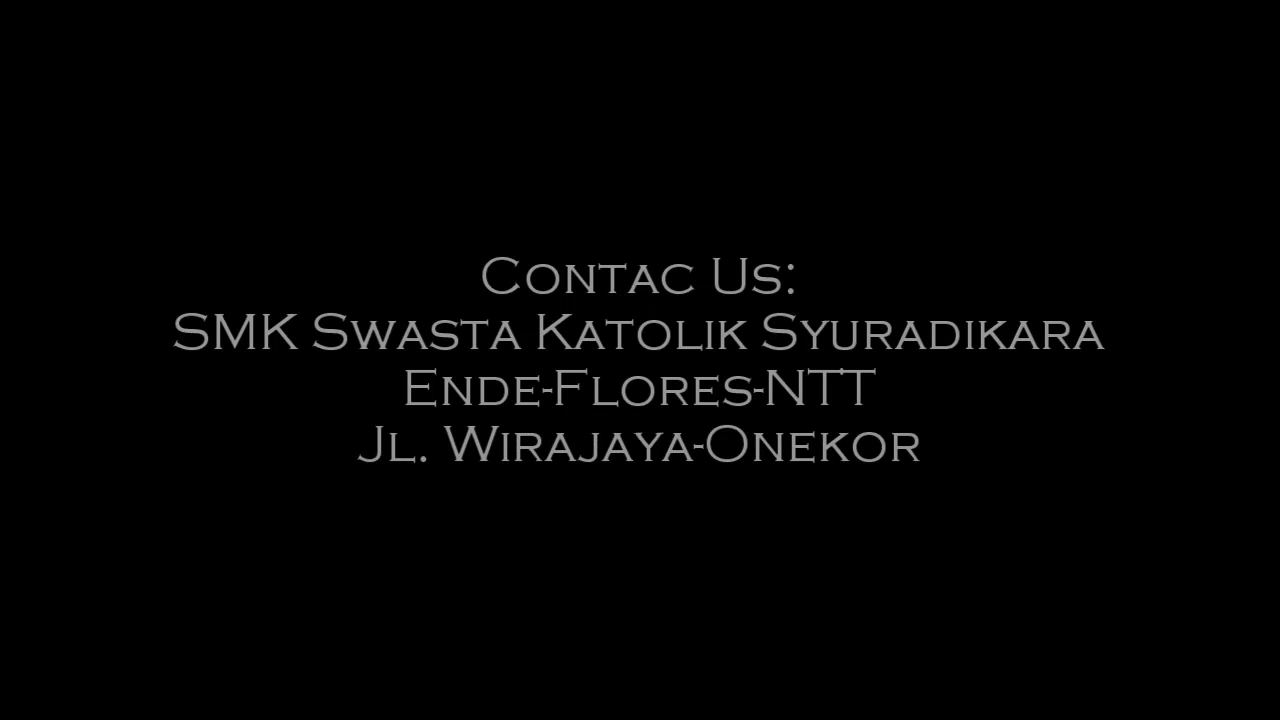 Contac Us:
SMK Swasta Katolik Syuradikara
Ende-Flores-NTT
Jl. Wirajaya-Onekor